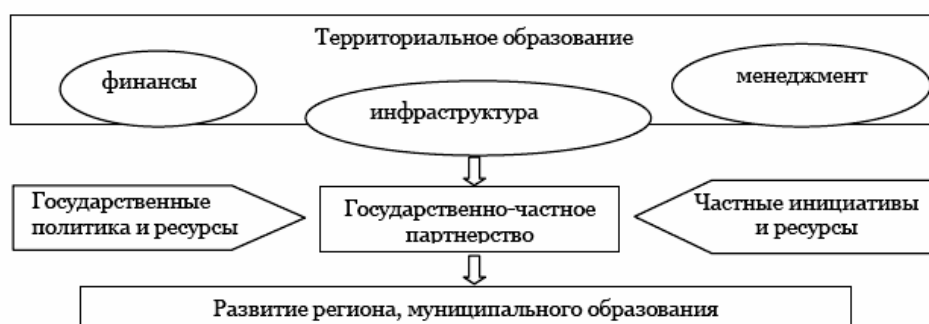 Территориальное образование
финансы
менеджмент
инфраструктура
Государственные
политика и ресурсы
Государственно-частное
партнерство
Частные инициативы
и ресурсы
Развитие региона, муниципального образования